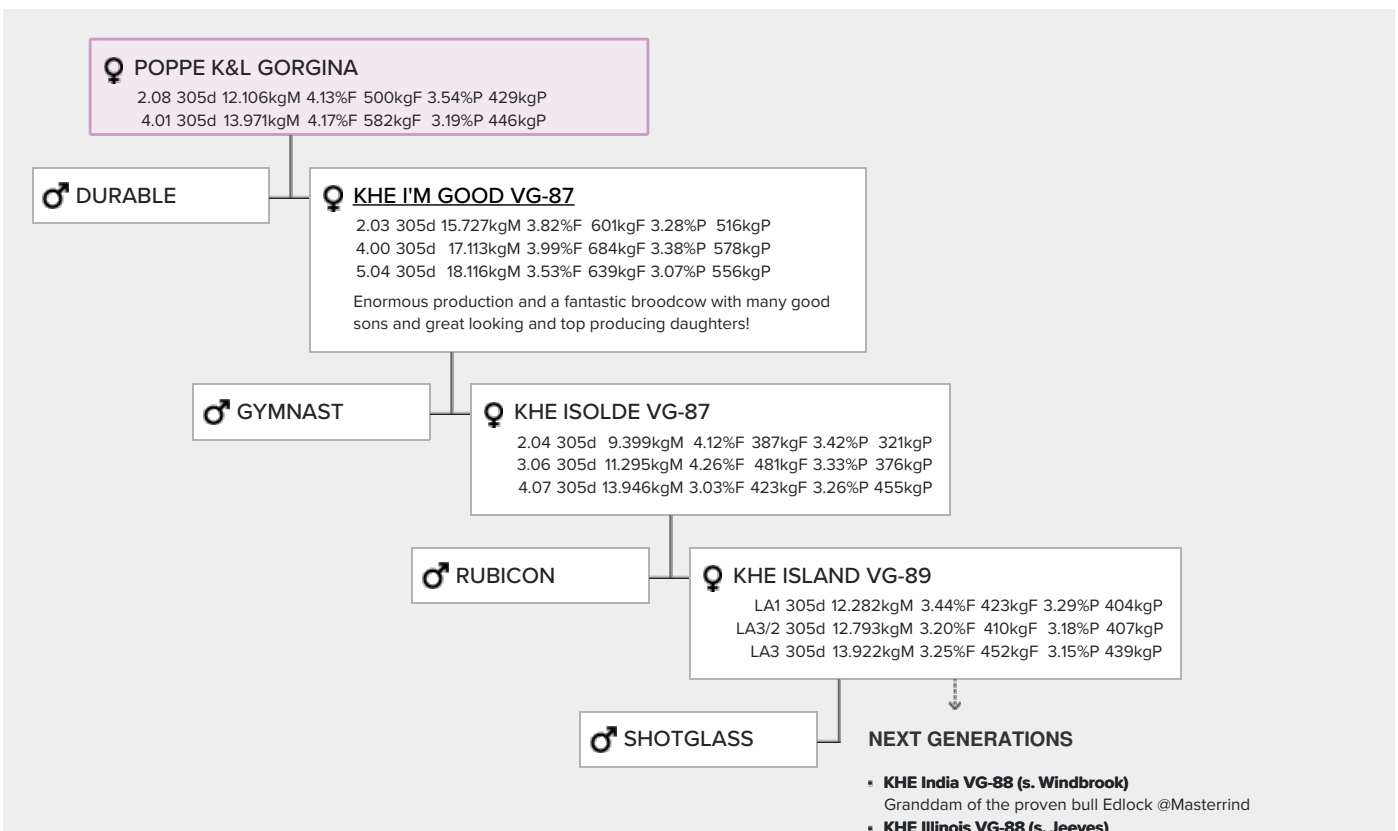 POPPE K&L GORGINA
2.08 305d 12.106kgM 4.13%F 500kgF 3.54%P 429kgP
4.01 305d 13.971kgM 4.17%F 582kgF 3.19%P 446kgP
DURABLE
KHE I'M GOOD VG-87
2.03 305d 15.727kgM 3.82%F 601kgF 3.28%P 516kgP
4.00 305d 17.113kgM 3.99%F 684kgF 3.38%P 578kgP
5.04 305d 18.116kgM 3.53%F 639kgF 3.07%P 556kgP
Enormous production and a fantastic broodcow with many good
sons and great looking and top producing daughters!
GYMNAST
KHE ISOLDE VG-87
2.04 305d 9.399kgM 4.12%F 387kgF 3.42%P 321kgP
3.06 305d 11.295kgM 4.26%F 481kgF 3.33%P 376kgP
4.07 305d 13.946kgM 3.03%F 423kgF 3.26%P 455kgP
RUBICON
KHE ISLAND VG-89
LA1 305d 12.282kgM 3.44%F 423kgF 3.29%P 404kgP
LA3/2 305d 12.793kgM 3.20%F 410kgF 3.18%P 407kgP
LA3 305d 13.922kgM 3.25%F 452kgF 3.15%P 439kgP
SHOTGLASS
NEXT GENERATIONS
KHE India VG-88 (s. Windbrook)
Granddam of the proven bull Edlock @Masterrind
KHE Illinois VG-88 (s. Jeeves)